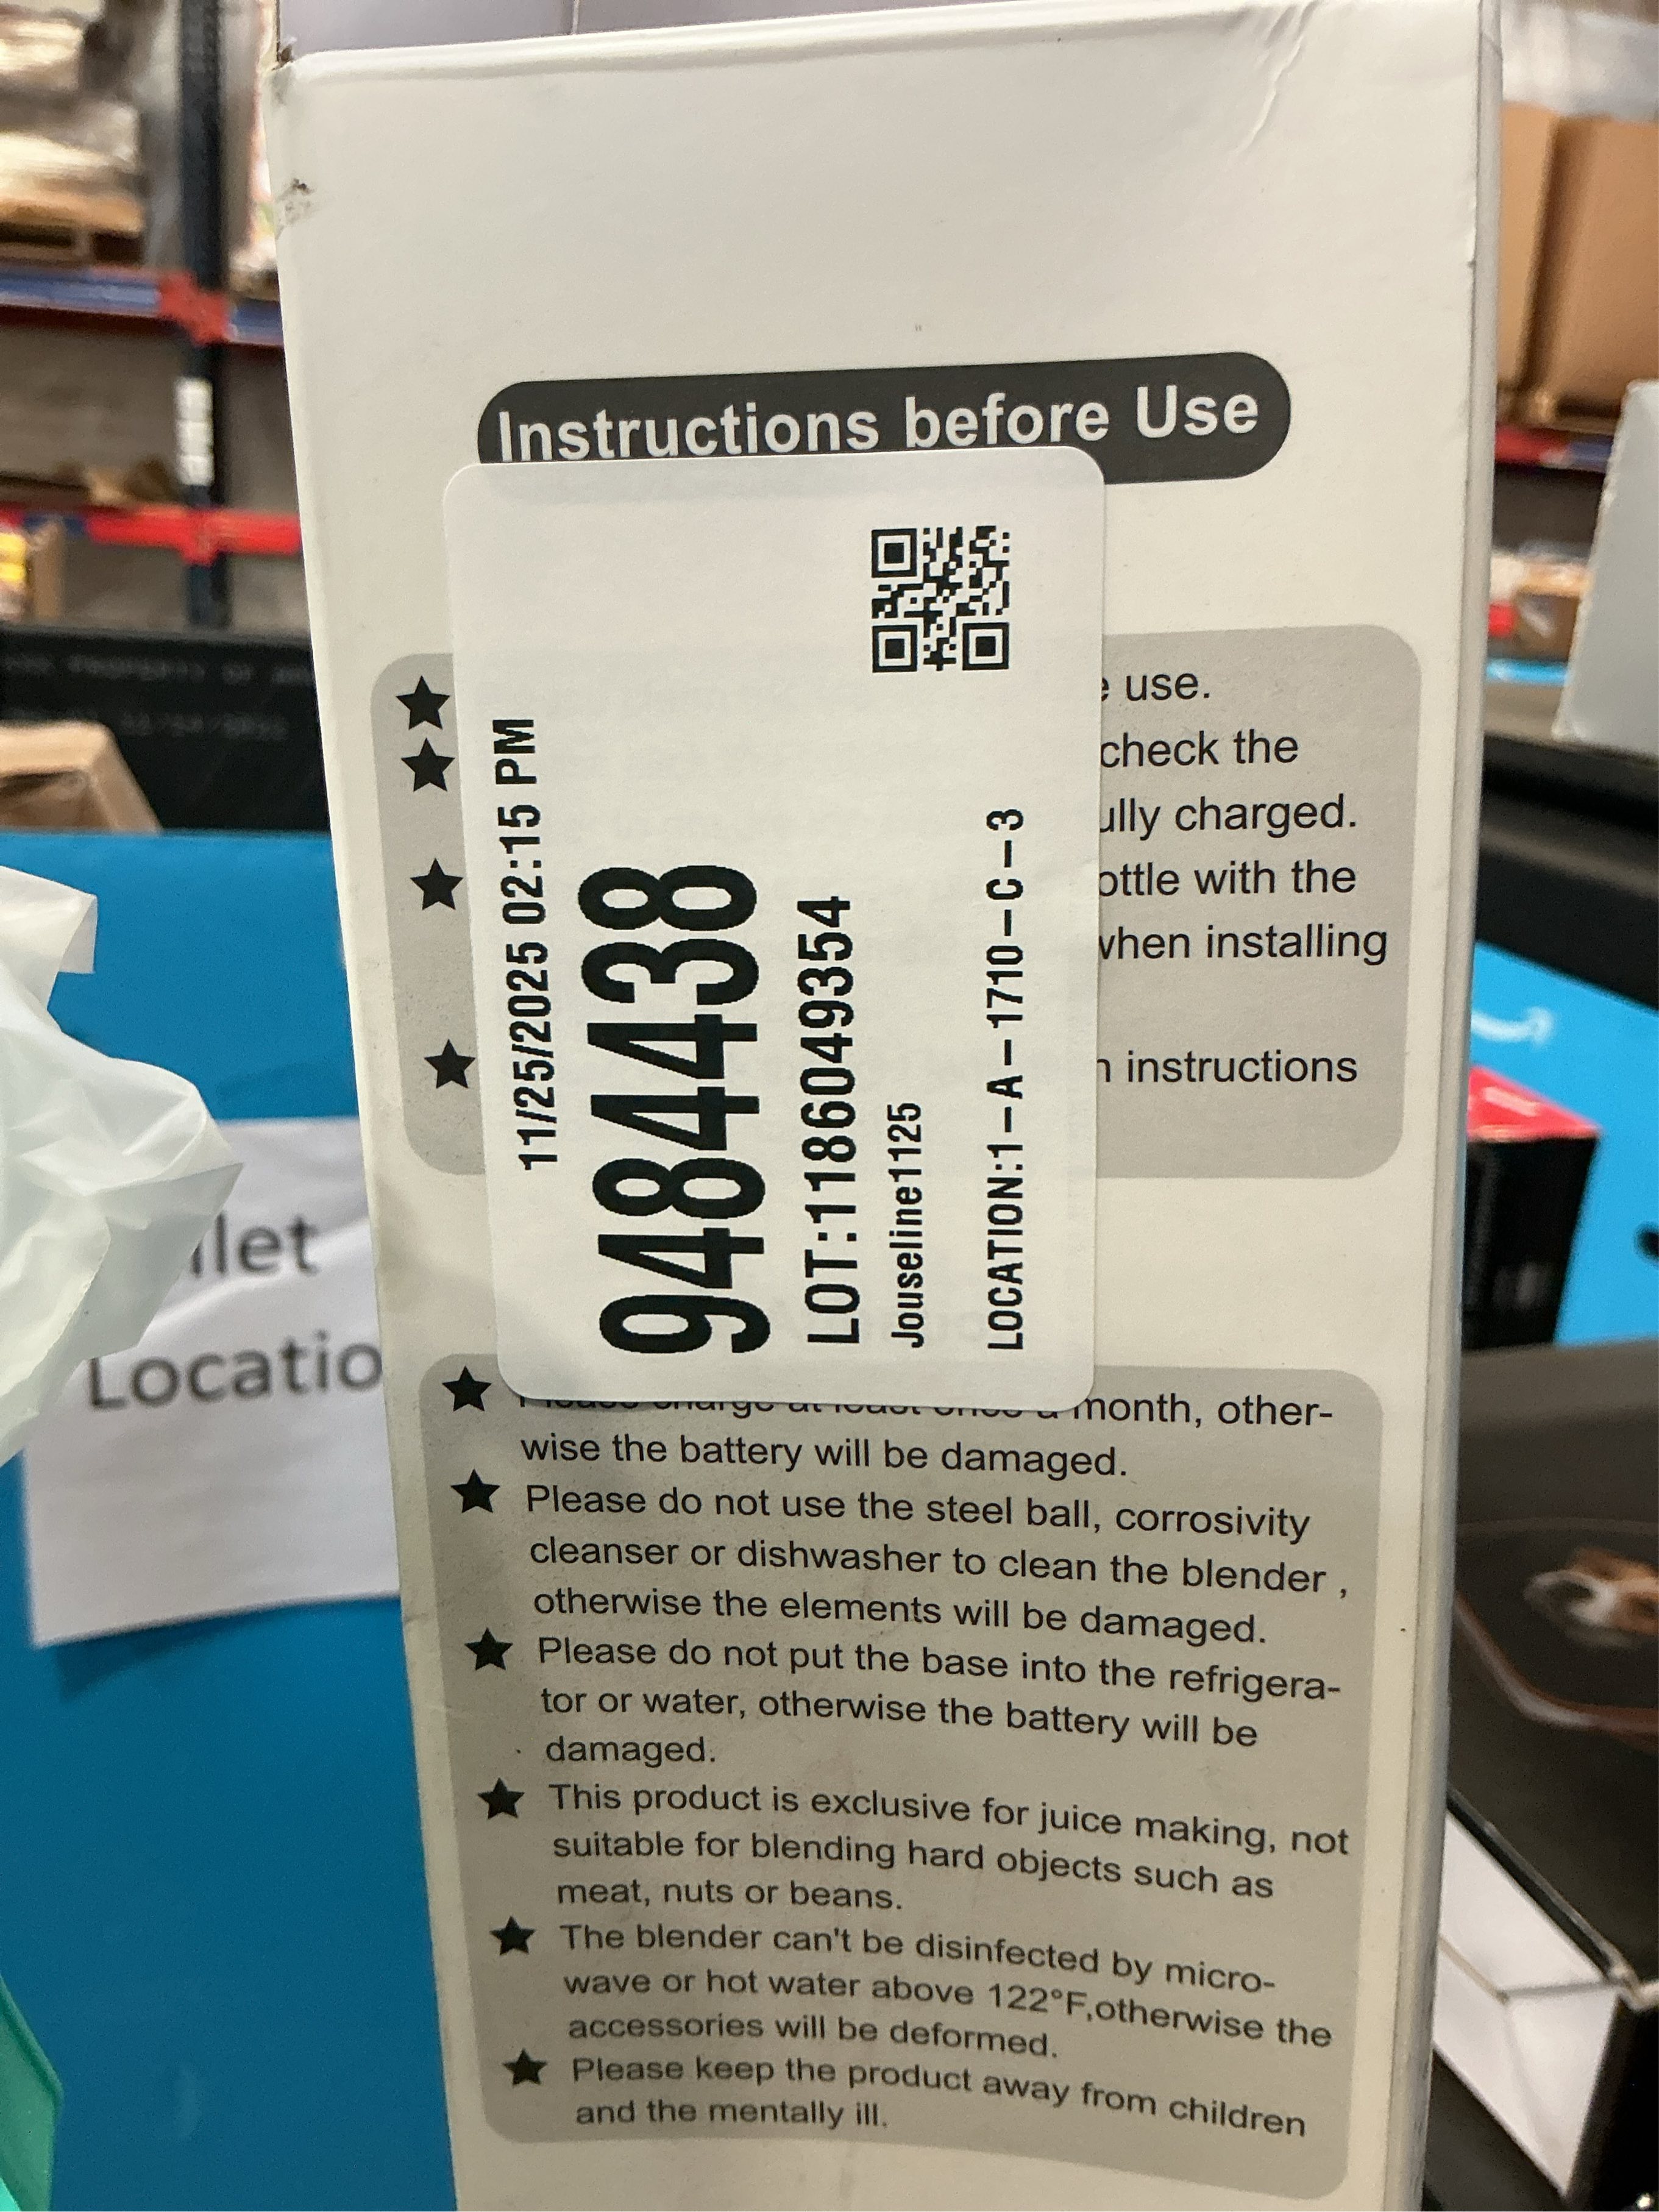 Instructions before Use
use.
check the
charged.
with the
when installing
instructions
11/25/2025 02:15 PM
9484438
LOT:1186049354
Jouseline1125
LOCATION:1-A-1710-C-3
Please charge at least once a month, other-
wise the battery will be damaged.
Please do not use the steel ball, corrosivity
cleanser or dishwasher to clean the blender ,
otherwise the elements will be damaged.
Please do not put the base into the refrigera-
tor or water, otherwise the battery will be
damaged.
This product is exclusive for juice making, not
suitable for blending hard objects such as
meat, nuts or beans.
The blender can't be disinfected by micro-
wave or hot water above 122°F,otherwise the
accessories will be deformed.
Please keep the product away from children
and the mentally ill.